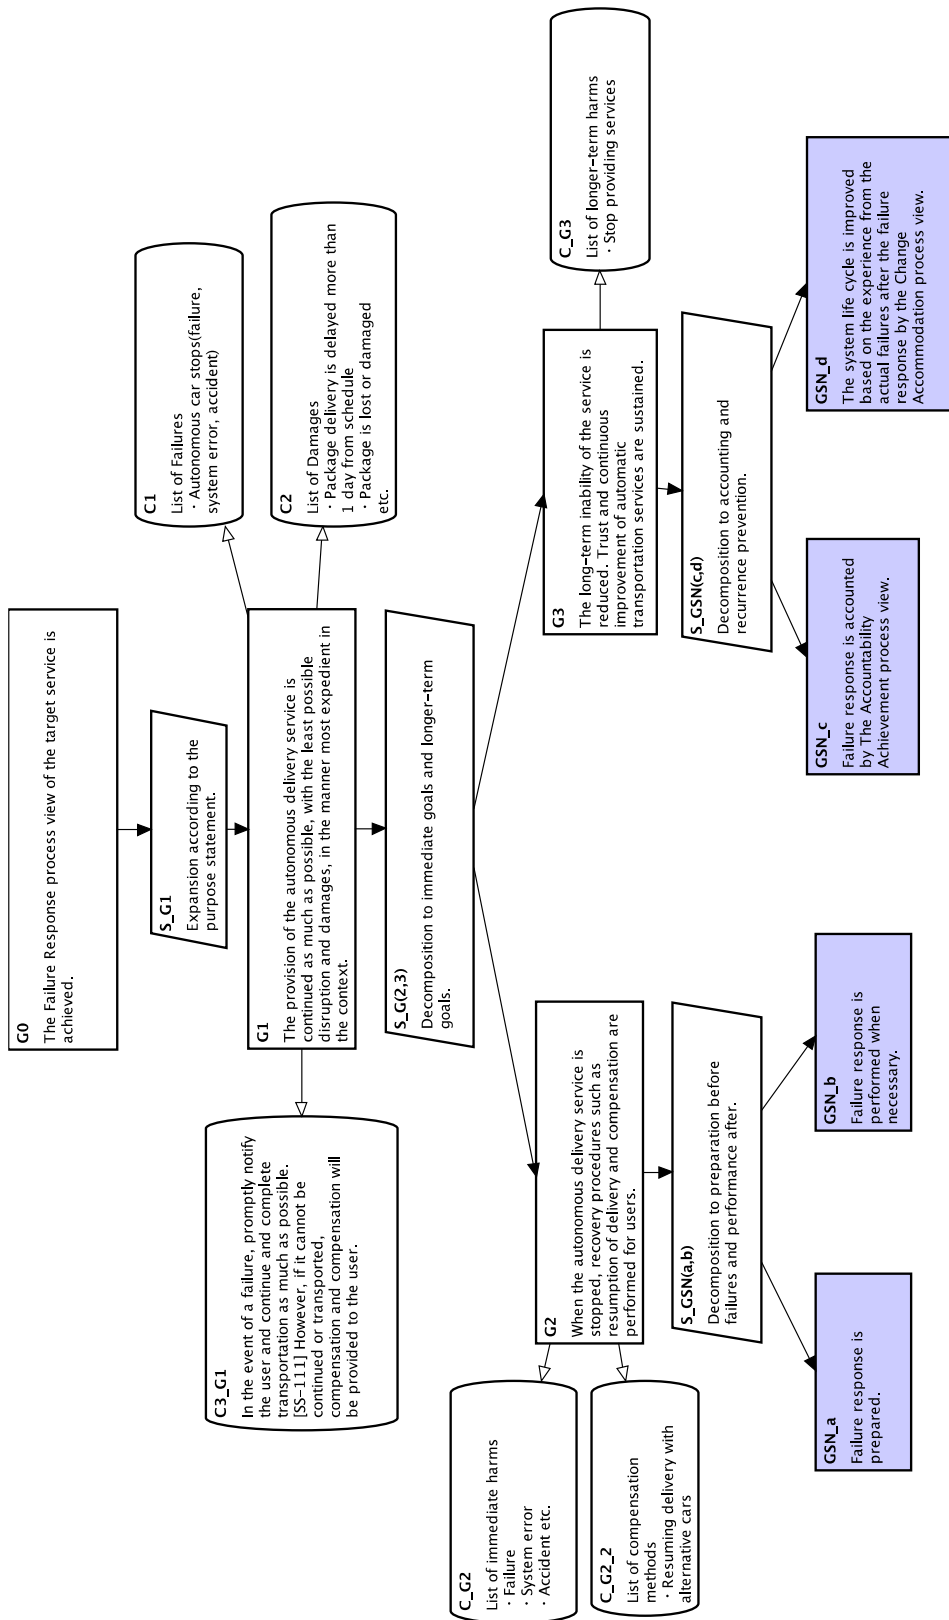 G0
The Failure Response process view of the target service is
achieved.
S_G1
Expansion according to the
purpose statement.
C3_G1
In the event of a failure, promptly notify
the user and continue and complete
transportation as much as possible.
[SS-111] However, if it cannot be
continued or transported,
compensation and compensation will
be provided to the user.
G1
The provision of the autonomous delivery service is
continued as much as possible, with the least possible
disruption and damages, in the manner most expedient in
the context.
C1
List of Failures
・Autonomous car stops(failure,
system error, accident)
C2
List of Damages
・Package delivery is delayed more than
1 day from schedule
・Package is lost or damaged
etc.
S_G(2,3)
Decomposition to immediate goals and longer-term
goals.
C_G2
List of immediate harms
・Failure
・System error
・Accident etc.
C_G2_2
List of compensation
methods
・Resuming delivery with
alternative cars
G2
When the autonomous delivery service is
stopped, recovery procedures such as
resumption of delivery and compensation are
performed for users.
G3
The long-term inability of the service is
reduced. Trust and continuous
improvement of automatic
transportation services are sustained.
C_G3
List of longer-term harms
・Stop providing services
S_GSN(a,b)
Decomposition to preparation before
failures and performance after.
S_GSN(c,d)
Decomposition to accounting and
recurrence prevention.
GSN_a
Failure response is
prepared.
GSN_b
Failure response is
performed when
necessary.
GSN_c
Failure response is accounted
by The Accountability
Achievement process view.
GSN_d
The system life cycle is improved
based on the experience from the
actual failures after the failure
response by the Change
Accommodation process view.